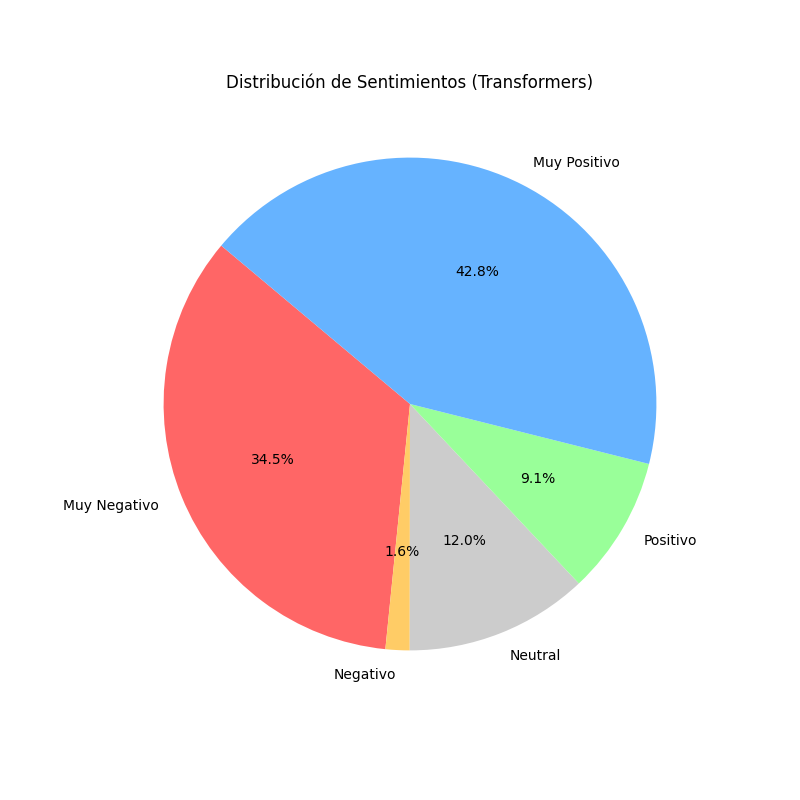 Distribución de Sentimientos (Transformers)
Muy Positivo
42.8%
34.5%
Muy Negativo
9.1%
Positivo
12.0%
1.6%
Neutral
Negativo